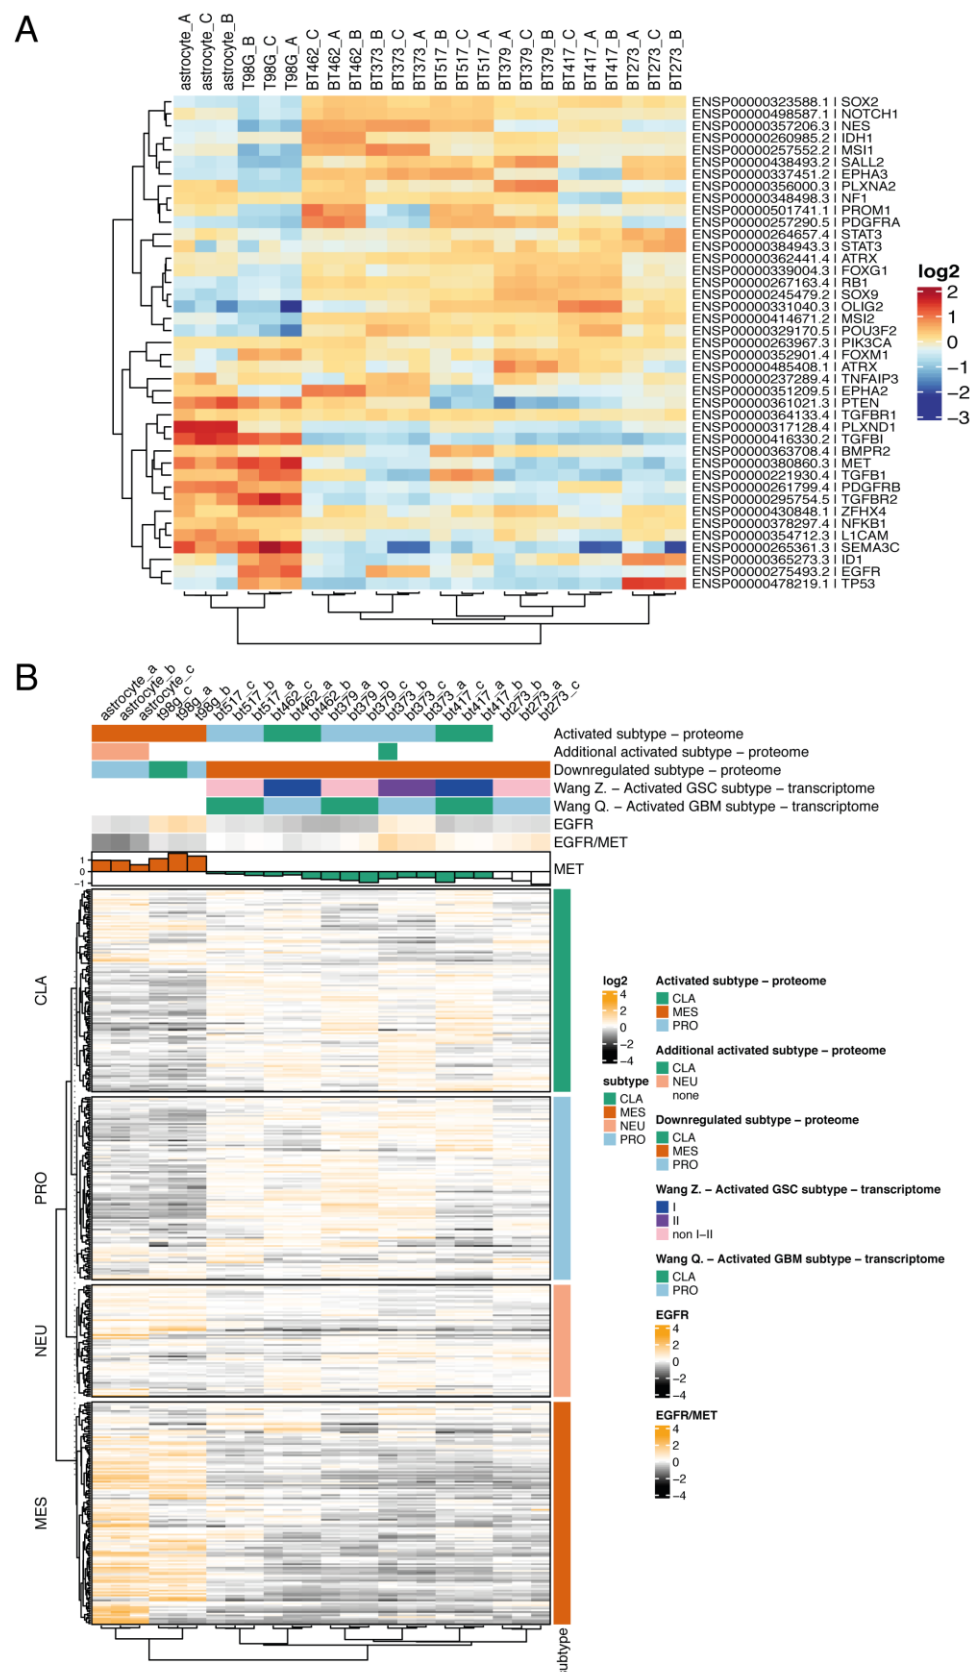 A
astrocyte_A
astrocyte_C
astrocyte_B
T98G_B
T98G_C
T98G_A
BT462_C
BT462_A
BT462_B
BT373_B
BT373_C
BT373_A
BT517_B
BT517_C
BT517_A
BT379_A
BT379_C
BT379_B
BT417_C
BT417_A
BT417_B
BT273_A
BT273_C
BT273_B
ENSP00000323588.1 I SOX2
ENSP00000498587.1 I NOTCH1
ENSP00000357206.3 I NES
ENSP00000260985.2 I IDH1
ENSP00000257552.2 I MSI1
ENSP00000438493.2 I SALL2
ENSP00000337451.2 I EPHA3
ENSP00000356000.3 I PLXNA2
ENSP00000348498.3 I NF1
ENSP00000501741.1 I PROM1
ENSP00000257290.5 I PDGFRA
ENSP00000264657.4 I STAT3
ENSP00000384943.3 I STAT3
ENSP00000362441.4 I ATRX
ENSP00000339004.3 I FOXG1
ENSP00000267163.4 I RB1
ENSP00000245479.2 I SOX9
ENSP00000331040.3 I OLIG2
ENSP00000414671.2 I MSI2
ENSP00000329170.5 I POU3F2
ENSP00000263967.3 I PIK3CA
ENSP00000352901.4 I FOXM1
ENSP00000485408.1 I ATRX
ENSP00000237289.4 I TNFAIP3
ENSP00000351209.5 I EPHA2
ENSP00000361021.3 I PTEN
ENSP00000364133.4 I TGFBR1
ENSP00000317128.4 I PLXND1
ENSP00000416330.2 I TGFBI
ENSP00000363708.4 I BMPR2
ENSP00000380860.3 I MET
ENSP00000221930.4 I TGFB1
ENSP00000261799.4 I PDGFRB
ENSP00000295754.5 I TGFBR2
ENSP00000430848.1 I ZFHX4
ENSP00000378297.4 I NFKB1
ENSP00000354712.3 I L1CAM
ENSP00000265361.3 I SEMA3C
ENSP00000365273.3 I ID1
ENSP00000275493.2 I EGFR
ENSP00000478219.1 I TP53
log2
2
1
0
−1
−2
−3
B
astrocyte_a
astrocyte_b
astrocyte_c
t98g_c
t98g_a
t98g_b
bt517_c
bt517_b
bt517_a
bt462_c
bt462_a
bt462_b
bt379_a
bt379_b
bt379_c
bt373_b
bt373_c
bt373_a
bt417_c
bt417_a
bt417_b
bt273_b
bt273_a
bt273_c
Activated subtype − proteome
Additional activated subtype − proteome
Downregulated subtype − proteome
Wang Z. − Activated GSC subtype − transcriptome
Wang Q. − Activated GBM subtype − transcriptome
EGFR
EGFR/MET
MET
1
0
−1
CLA
PRO
NEU
MES
subtype
log2
4
2
0
−2
−4
subtype
CLA
MES
NEU
PRO
Activated subtype − proteome
CLA
MES
PRO
Additional activated subtype − proteome
CLA
NEU
none
Downregulated subtype − proteome
CLA
MES
PRO
Wang Z. − Activated GSC subtype − transcriptome
I
II
non I−II
Wang Q. − Activated GBM subtype − transcriptome
CLA
PRO
EGFR
4
2
0
−2
−4
EGFR/MET
4
2
0
−2
−4